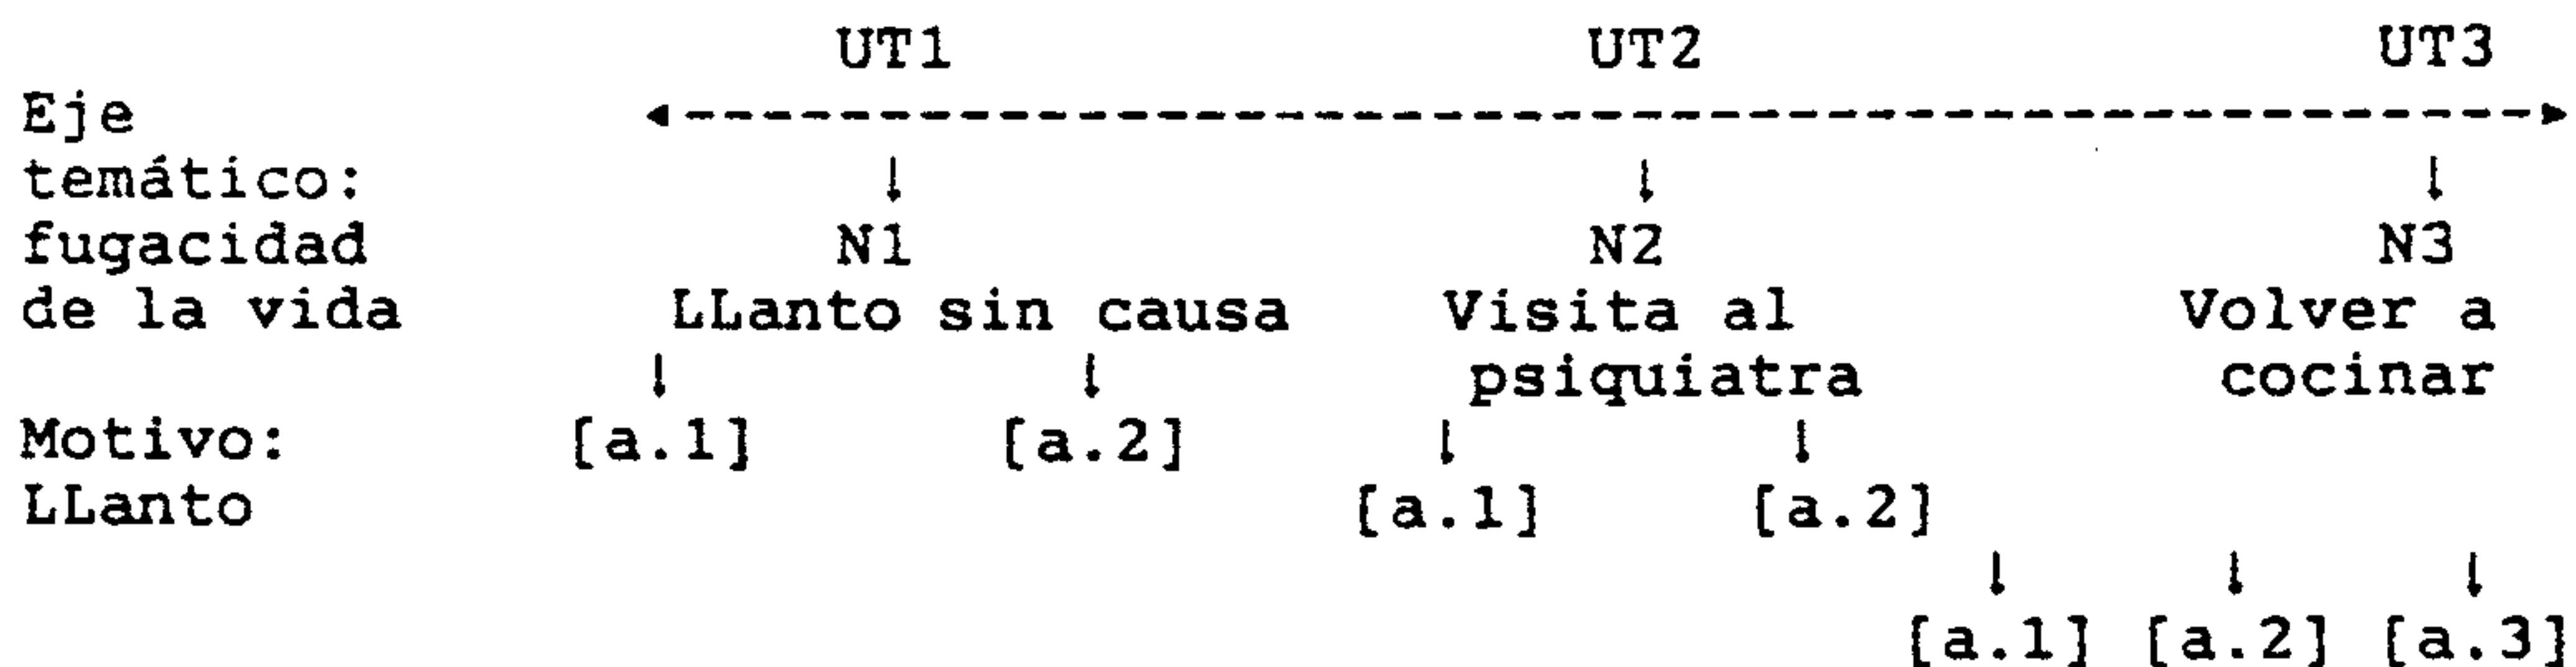 UT1 UT2 UT3
Eje
temático:
fugacidad N1 N2 N3
de la vida LLanto sin causa Visita al Volver a
psiquiatra cocinar
Motivo: [a.1] [a.2]
LLanto [a.1] [a.2]
[a.1] [a.2] [a.3]